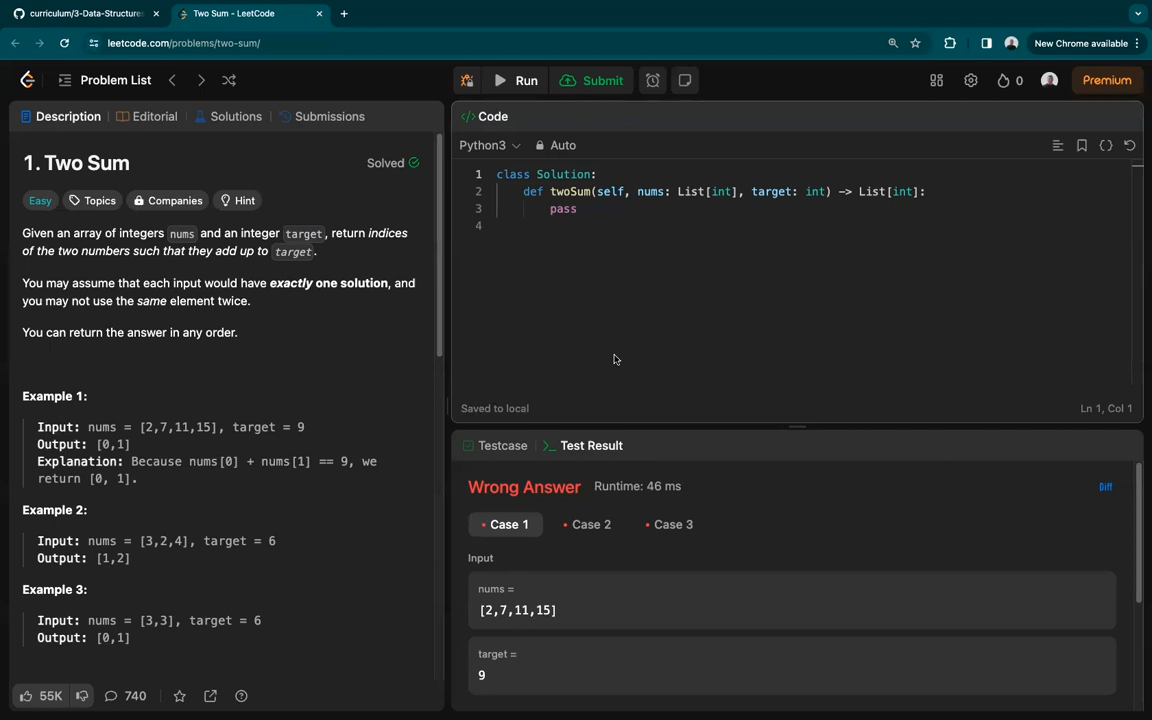 curriculum/3-Data-Structures
Two Sum - LeetCode
leetcode.com/problems/two-sum/
New Chrome available
Problem List
Run
Submit
0
Premium
Description
Editorial
Solutions
Submissions
1. Two Sum
Solved
Easy
Topics
Companies
Hint
Given an array of integers nums and an integer target, return indices
of the two numbers such that they add up to target.
You may assume that each input would have exactly one solution, and
you may not use the same element twice.
You can return the answer in any order.
Example 1:
Input: nums = [2,7,11,15], target = 9
Output: [0,1]
Explanation: Because nums[0] + nums[1] == 9, we
return [0, 1].
Example 2:
Input: nums = [3,2,4], target = 6
Output: [1,2]
Example 3:
Input: nums = [3,3], target = 6
Output: [0,1]
55K
740
</> Code
Python3
Auto
1 class Solution:
2 def twoSum(self, nums: List[int], target: int) -> List[int]:
3 pass
4
Saved to local
Ln 1, Col 1
Testcase
>_ Test Result
Wrong Answer
Runtime: 46 ms
Diff
• Case 1
• Case 2
• Case 3
Input
nums =
[2,7,11,15]
target =
9